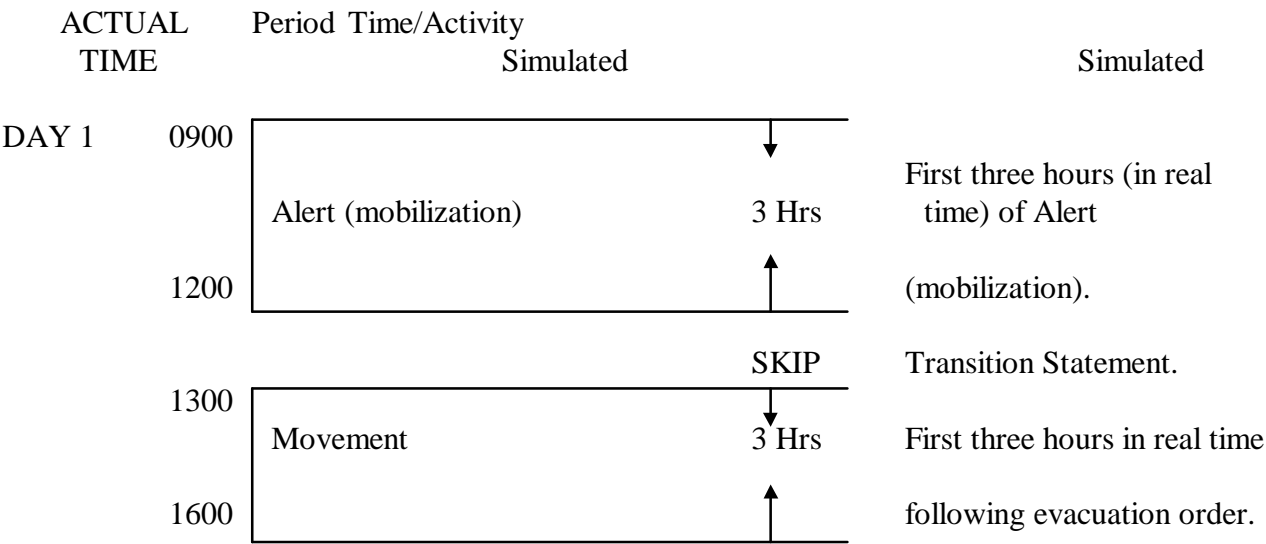 ACTUAL Period Time/Activity
TIME Simulated Simulated
DAY 1 0900
First three hours (in real
Alert (mobilization) 3 Hrs time) of Alert
1200 (mobilization).
SKIP Transition Statement.
1300
Movement 3 Hrs First three hours in real time
1600 following evacuation order.